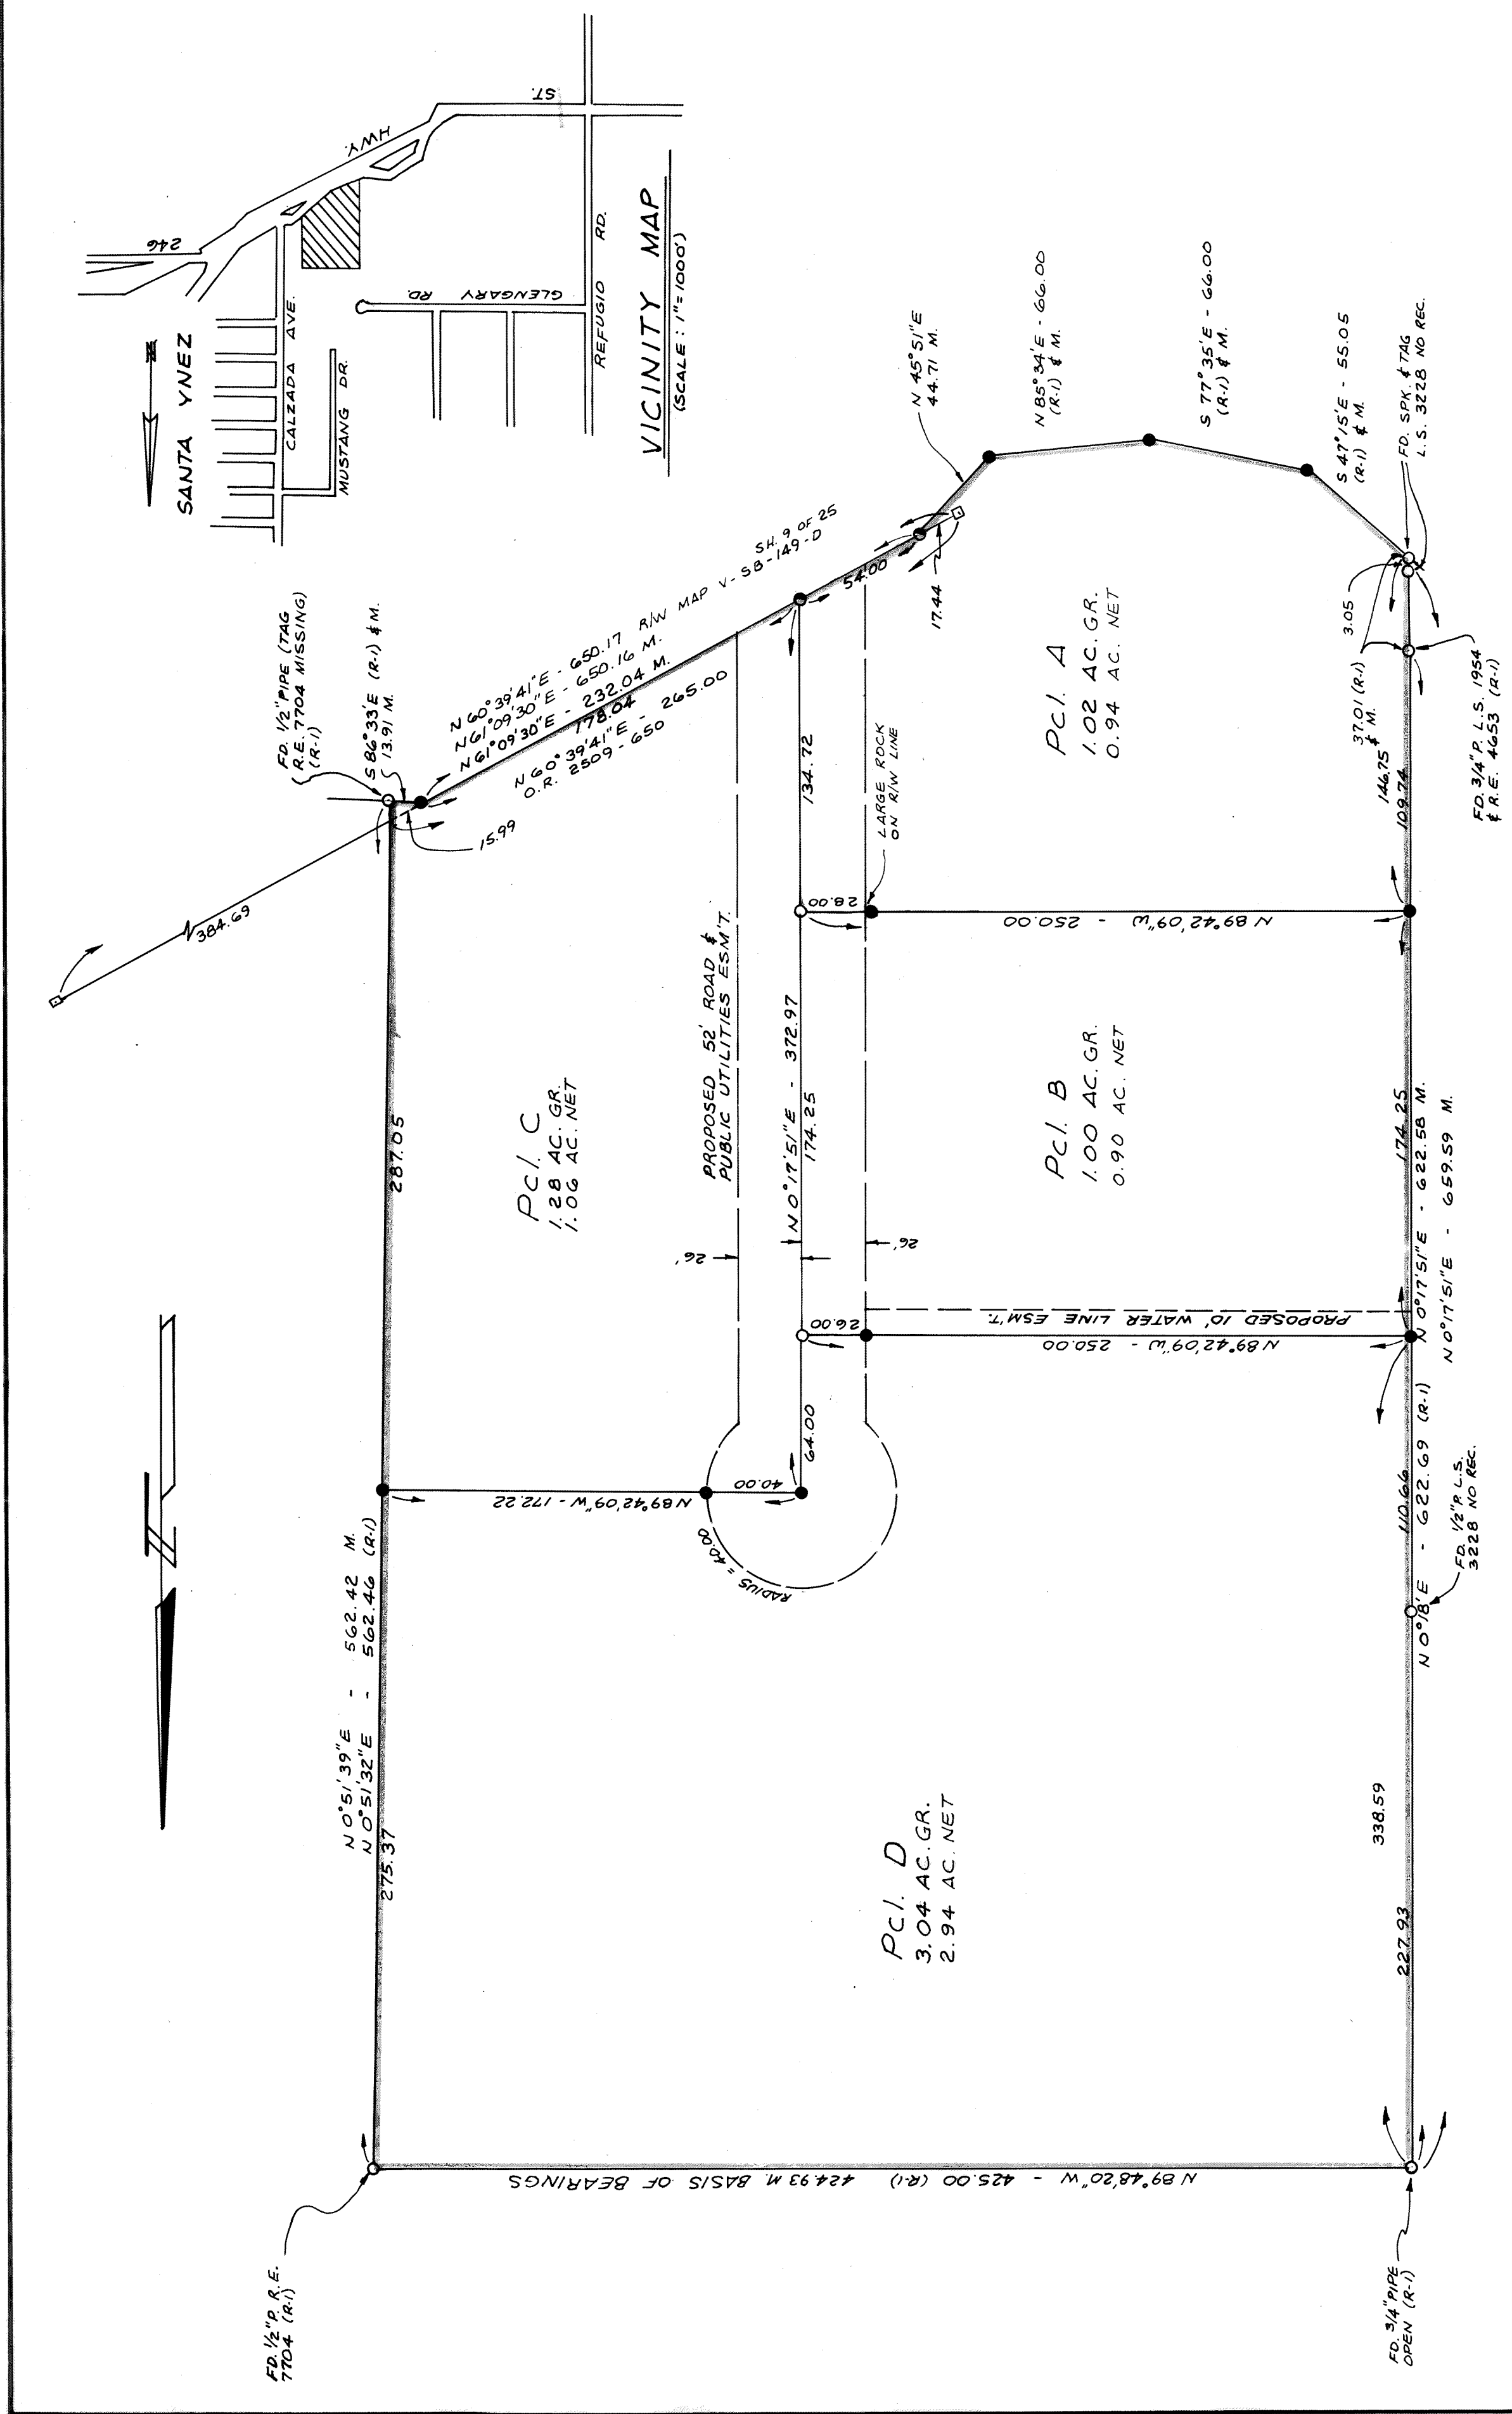 246
HWY.
ST.
SANTA YNEZ
CALZADA AVE.
MUSTANG DR.
GLENGARY RD.
REFUGIO RD.
VICINITY MAP
(SCALE : 1"=1000')
FD. 1/2" PIPE (TAG
R.E. 7704 MISSING)
(R-1)
S 86°33'E (R-1) & M.
13.91 M.
SH. 9 OF 25
N 60°39'41"E - 650.17 R/W MAP V-SB-149-D
N 61°09'30"E - 650.16 M.
N 61°09'30"E - 232.04 M.
178.04
N 60°39'41"E - 265.00
O.R. 2509-650
15.99
384.69
54.00
17.44
N 45°51'E
44.71 M.
N 85°34'E - 66.00
(R-1) & M.
S 77°35'E - 66.00
(R-1) & M.
S 47°15'E - 55.05
(R-1) & M.
FD. SPK. & TAG
L.S. 3228 NO REC.
3.05
37.01 (R-1)
& M.
146.75
109.74
FD. 3/4" P. L.S. 1954
& R.E. 4653 (R-1)
Pcl. A
1.02 AC. GR.
0.94 AC. NET
134.72
LARGE ROCK
ON R/W LINE
28.00
N 89°42'09"W - 250.00
PROPOSED 52' ROAD &
PUBLIC UTILITIES ESM'T.
287.05
Pcl. C
1.28 AC. GR.
1.06 AC. NET
N 0°17'51"E - 372.97
174.25
Pcl. B
1.00 AC. GR.
0.90 AC. NET
174.25
26'
26'
N 0°17'51"E - 622.58 M.
N 0°17'51"E - 659.59 M.
26.00
PROPOSED 10' WATER LINE ESM'T.
N 89°42'09"W - 250.00
64.00
40.00
N 89°42'09"W - 172.22
RADIUS = 40.00
N 0°51'39"E - 562.42 M.
N 0°51'32"E - 562.46 (R-1)
275.37
110.66
N 0°18'E - 622.69 (R-1)
FD. 1/2" P. L.S.
3228 NO REC.
Pcl. D
3.04 AC. GR.
2.94 AC. NET
338.59
227.93
N 89°48'20"W - 425.00 (R-1) 424.93 M. BASIS OF BEARINGS
FD. 1/2" P. R.E.
7704 (R-1)
FD. 3/4" PIPE
OPEN (R-1)